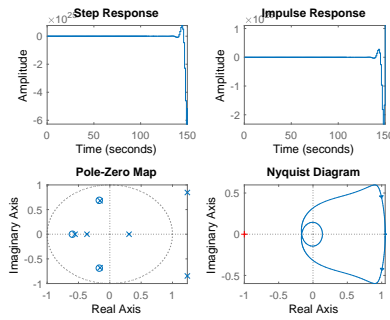 Step Response
Impulse Response
0
-2
-4
-6
Amplitude
0
50
100
150
Time (seconds)
0
-1
-2
Amplitude
0
50
100
150
Time (seconds)
Pole-Zero Map
Nyquist Diagram
1
0.5
0
-0.5
-1
Imaginary Axis
-1
-0.5
0
0.5
1
Real Axis
0.5
0
-0.5
Imaginary Axis
-1
-0.5
0
0.5
1
Real Axis